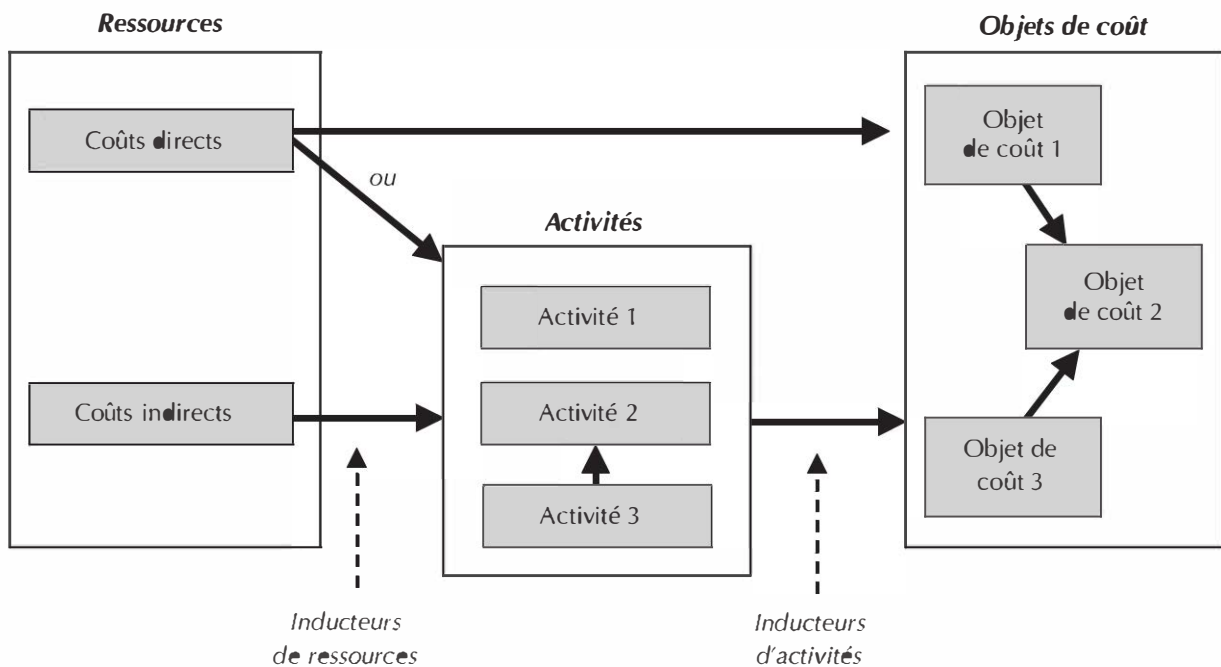 Ressources
Objets de coût
Coûts directs
Objet
de coût 1
ou
Activités
Objet
de coût 2
Activité 1
Coûts indirects
Activité 2
Objet de
coût 3
Activité 3
Inducteurs
de ressources
Inducteurs
d'activités